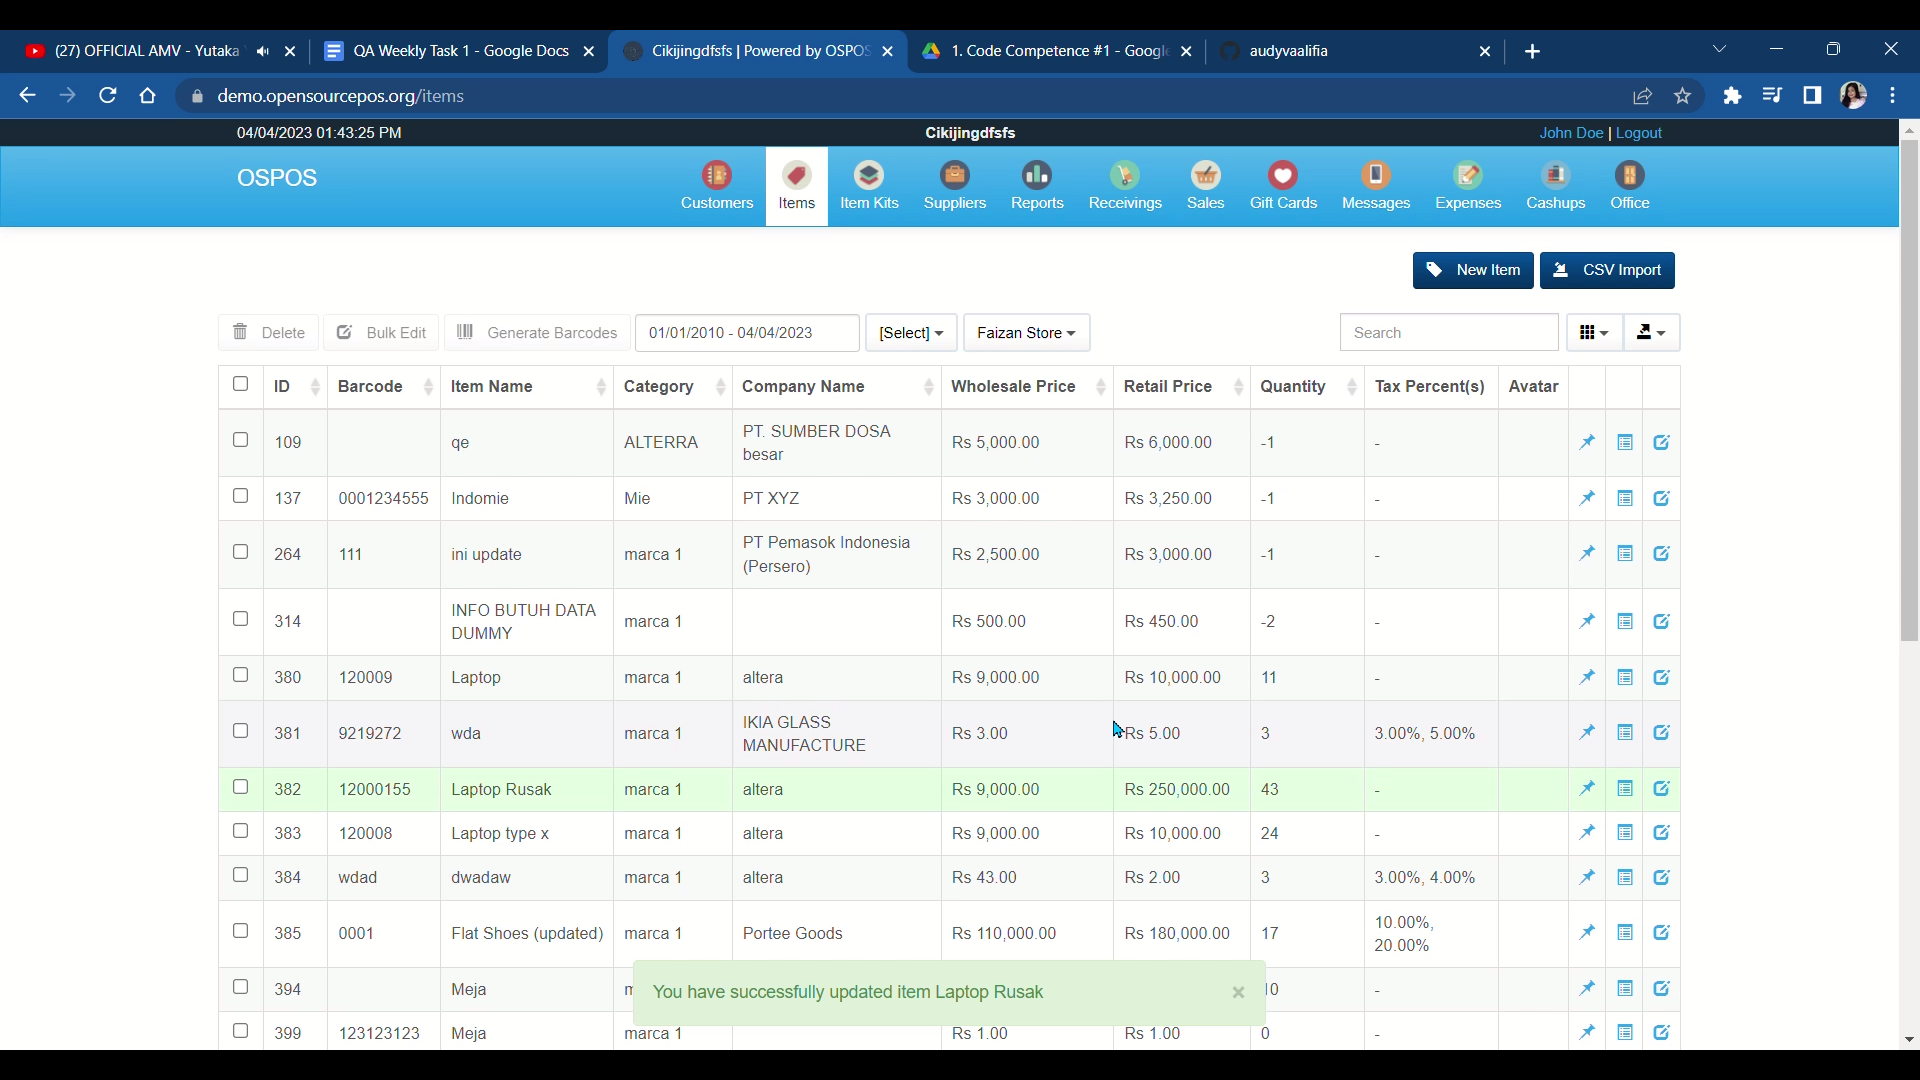 (27) OFFICIAL AMV - Yutaka QA Weekly Task 1 - Google Docs Cikijingdfsfs | Powered by OSPOS 1. Code Competence #1 - Google audyvaalifia
demo.opensourcepos.org/items
04/04/2023 01:43:25 PM Cikijingdfsfs John Doe | Logout
OSPOS
Customers Items Item Kits Suppliers Reports Receivings Sales Gift Cards Messages Expenses Cashups Office
New Item CSV Import
Delete Bulk Edit Generate Barcodes 01/01/2010 - 04/04/2023 [Select] Faizan Store Search
ID Barcode Item Name Category Company Name Wholesale Price Retail Price Quantity Tax Percent(s) Avatar
109 qe ALTERRA PT. SUMBER DOSA besar Rs 5,000.00 Rs 6,000.00 -1 -
137 0001234555 Indomie Mie PT XYZ Rs 3,000.00 Rs 3,250.00 -1 -
264 111 ini update marca 1 PT Pemasok Indonesia (Persero) Rs 2,500.00 Rs 3,000.00 -1 -
314 INFO BUTUH DATA DUMMY marca 1 Rs 500.00 Rs 450.00 -2 -
380 120009 Laptop marca 1 altera Rs 9,000.00 Rs 10,000.00 11 -
381 9219272 wda marca 1 IKIA GLASS MANUFACTURE Rs 3.00 Rs 5.00 3 3.00%, 5.00%
382 12000155 Laptop Rusak marca 1 altera Rs 9,000.00 Rs 250,000.00 43 -
383 120008 Laptop type x marca 1 altera Rs 9,000.00 Rs 10,000.00 24 -
384 wdad dwadaw marca 1 altera Rs 43.00 Rs 2.00 3 3.00%, 4.00%
385 0001 Flat Shoes (updated) marca 1 Portee Goods Rs 110,000.00 Rs 180,000.00 17 10.00%, 20.00%
394 Meja -
You have successfully updated item Laptop Rusak ×
399 123123123 Meja marca 1 Rs 1.00 Rs 1.00 0 -